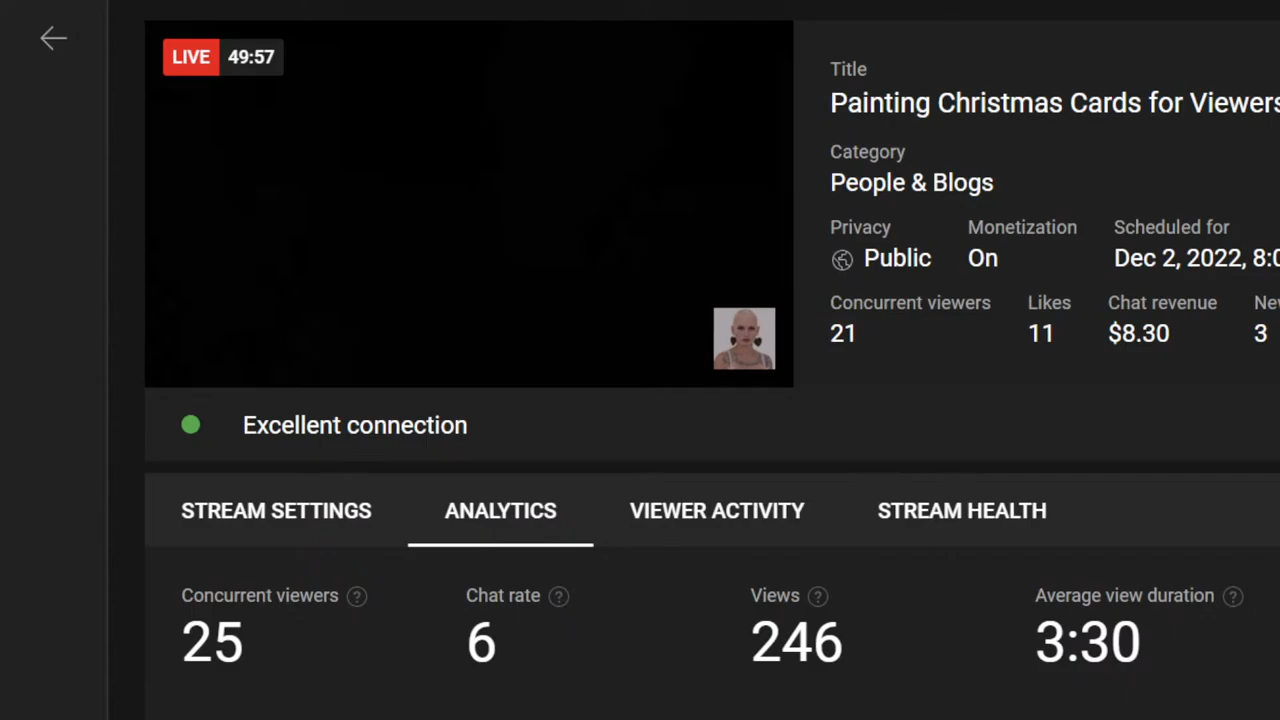 LIVE 49:57
Title
Painting Christmas Cards for Viewers
Category
People & Blogs
Privacy Monetization Scheduled for
Public On Dec 2, 2022, 8:0
Concurrent viewers Likes Chat revenue Ne
21 11 $8.30 3
Excellent connection
STREAM SETTINGS ANALYTICS VIEWER ACTIVITY STREAM HEALTH
Concurrent viewers ? Chat rate ? Views ? Average view duration ?
25 6 246 3:30